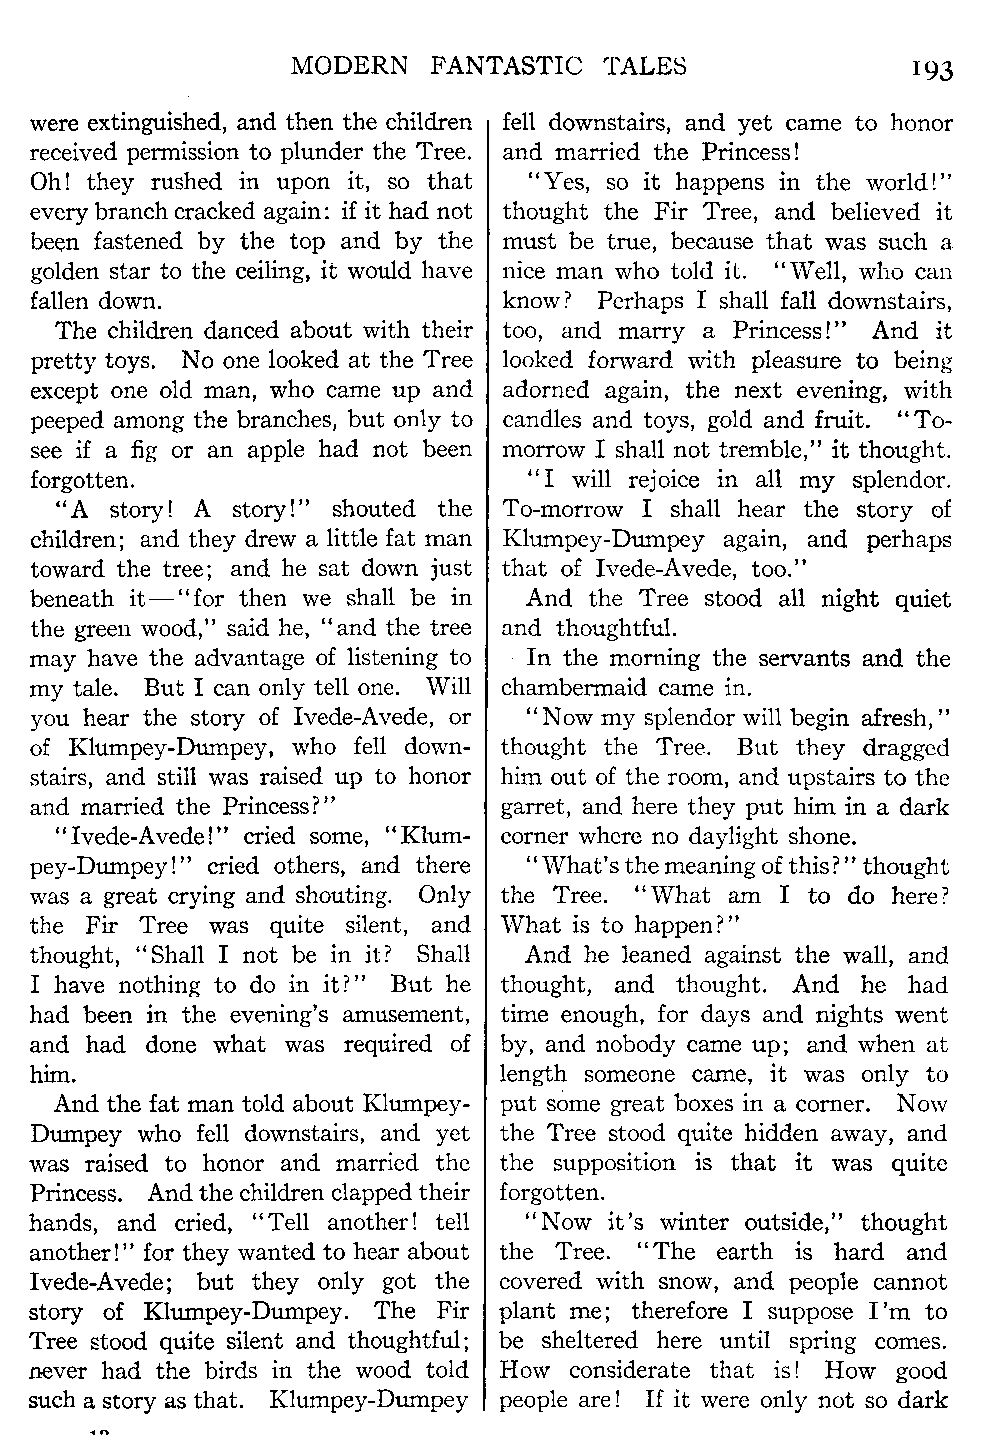 MODERN FANTASTIC TALES 193
were extinguished, and then the children
received permission to plunder the Tree.
Oh! they rushed in upon it, so that
every branch cracked again: if it had not
been fastened by the top and by the
golden star to the ceiling, it would have
fallen down.
The children danced about with their
pretty toys. No one looked at the Tree
except one old man, who came up and
peeped among the branches, but only to
see if a fig or an apple had not been
forgotten.
"A story! A story!" shouted the
children; and they drew a little fat man
toward the tree; and he sat down just
beneath it—"for then we shall be in
the green wood," said he, "and the tree
may have the advantage of listening to
my tale. But I can only tell one. Will
you hear the story of Ivede-Avede, or
of Klumpey-Dumpey, who fell down-
stairs, and still was raised up to honor
and married the Princess?"
"Ivede-Avede!" cried some, "Klum-
pey-Dumpey!" cried others, and there
was a great crying and shouting. Only
the Fir Tree was quite silent, and
thought, "Shall I not be in it? Shall
I have nothing to do in it?" But he
had been in the evening's amusement,
and had done what was required of
him.
And the fat man told about Klumpey-
Dumpey who fell downstairs, and yet
was raised to honor and married the
Princess. And the children clapped their
hands, and cried, "Tell another! tell
another!" for they wanted to hear about
Ivede-Avede; but they only got the
story of Klumpey-Dumpey. The Fir
Tree stood quite silent and thoughtful;
never had the birds in the wood told
such a story as that. Klumpey-Dumpey
fell downstairs, and yet came to honor
and married the Princess!
"Yes, so it happens in the world!"
thought the Fir Tree, and believed it
must be true, because that was such a
nice man who told it. "Well, who can
know? Perhaps I shall fall downstairs,
too, and marry a Princess!" And it
looked forward with pleasure to being
adorned again, the next evening, with
candles and toys, gold and fruit. "To-
morrow I shall not tremble," it thought.
"I will rejoice in all my splendor.
To-morrow I shall hear the story of
Klumpey-Dumpey again, and perhaps
that of Ivede-Avede, too."
And the Tree stood all night quiet
and thoughtful.
In the morning the servants and the
chambermaid came in.
"Now my splendor will begin afresh,"
thought the Tree. But they dragged
him out of the room, and upstairs to the
garret, and here they put him in a dark
corner where no daylight shone.
"What's the meaning of this?" thought
the Tree. "What am I to do here?
What is to happen?"
And he leaned against the wall, and
thought, and thought. And he had
time enough, for days and nights went
by, and nobody came up; and when at
length someone came, it was only to
put some great boxes in a corner. Now
the Tree stood quite hidden away, and
the supposition is that it was quite
forgotten.
"Now it's winter outside," thought
the Tree. "The earth is hard and
covered with snow, and people cannot
plant me; therefore I suppose I'm to
be sheltered here until spring comes.
How considerate that is! How good
people are! If it were only not so dark